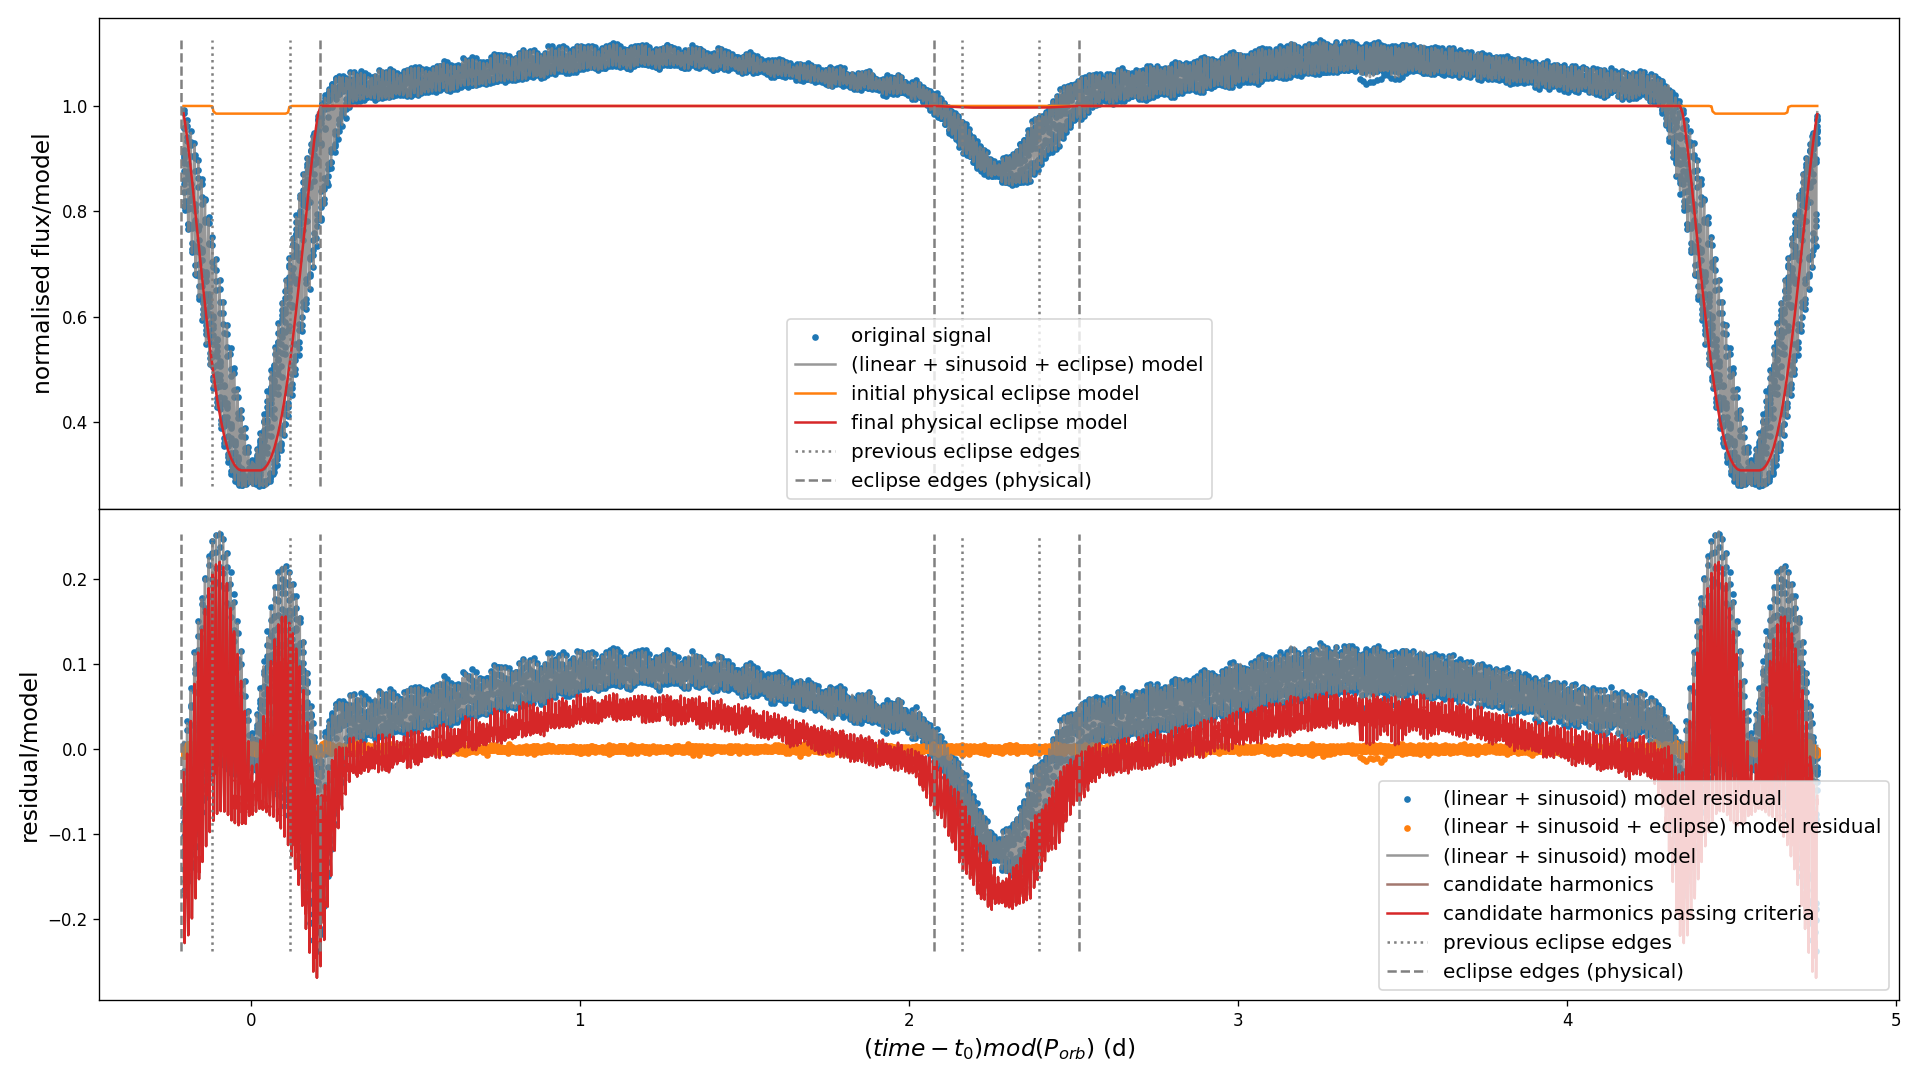 normalised flux/model
1.0
0.8
0.6
0.4
original signal
(linear + sinusoid + eclipse) model
initial physical eclipse model
final physical eclipse model
previous eclipse edges
eclipse edges (physical)
residual/model
0.2
0.1
0.0
−0.1
−0.2
(linear + sinusoid) model residual
(linear + sinusoid + eclipse) model residual
(linear + sinusoid) model
candidate harmonics
candidate harmonics passing criteria
previous eclipse edges
eclipse edges (physical)
0 1 2 3 4 5
(time − t₀)mod(Pₒᵣb) (d)